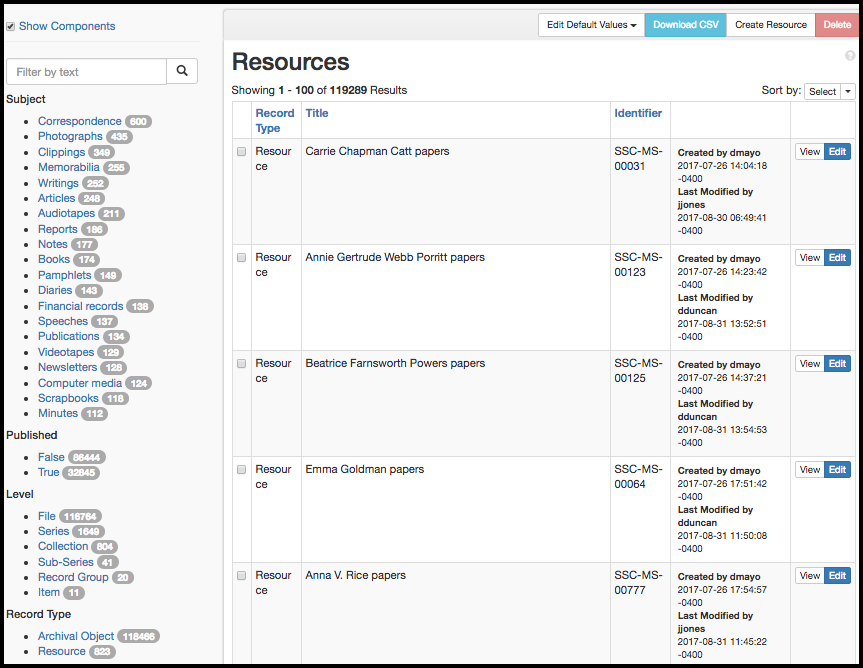 Show Components
Edit Default Values Download CSV Create Resource Delete
Filter by text
Subject
Correspondence 600
Photographs 435
Clippings 349
Memorabilia 255
Writings 252
Articles 248
Audiotapes 211
Reports 186
Notes 177
Books 174
Pamphlets 149
Diaries 143
Financial records 138
Speeches 137
Publications 134
Videotapes 129
Newsletters 128
Computer media 124
Scrapbooks 118
Minutes 112
Published
False 86444
True 32845
Level
File 116764
Series 1649
Collection 804
Sub-Series 41
Record Group 20
Item 11
Record Type
Archival Object 118466
Resource 823
Resources
?
Showing 1 - 100 of 119289 Results
Sort by: Select
Record
Type
Title
Identifier
Resour
ce
Carrie Chapman Catt papers
SSC-MS-
00031
Created by dmayo
2017-07-26 14:04:18
-0400
Last Modified by
jjones
2017-08-30 06:49:41
-0400
View Edit
Resour
ce
Annie Gertrude Webb Porritt papers
SSC-MS-
00123
Created by dmayo
2017-07-26 14:23:42
-0400
Last Modified by
dduncan
2017-08-31 13:52:51
-0400
View Edit
Resour
ce
Beatrice Farnsworth Powers papers
SSC-MS-
00125
Created by dmayo
2017-07-26 14:37:21
-0400
Last Modified by
dduncan
2017-08-31 13:54:53
-0400
View Edit
Resour
ce
Emma Goldman papers
SSC-MS-
00064
Created by dmayo
2017-07-26 17:51:42
-0400
Last Modified by
dduncan
2017-08-31 11:50:08
-0400
View Edit
Resour
ce
Anna V. Rice papers
SSC-MS-
00777
Created by dmayo
2017-07-26 17:54:57
-0400
Last Modified by
jjones
2017-08-31 11:45:22
-0400
View Edit